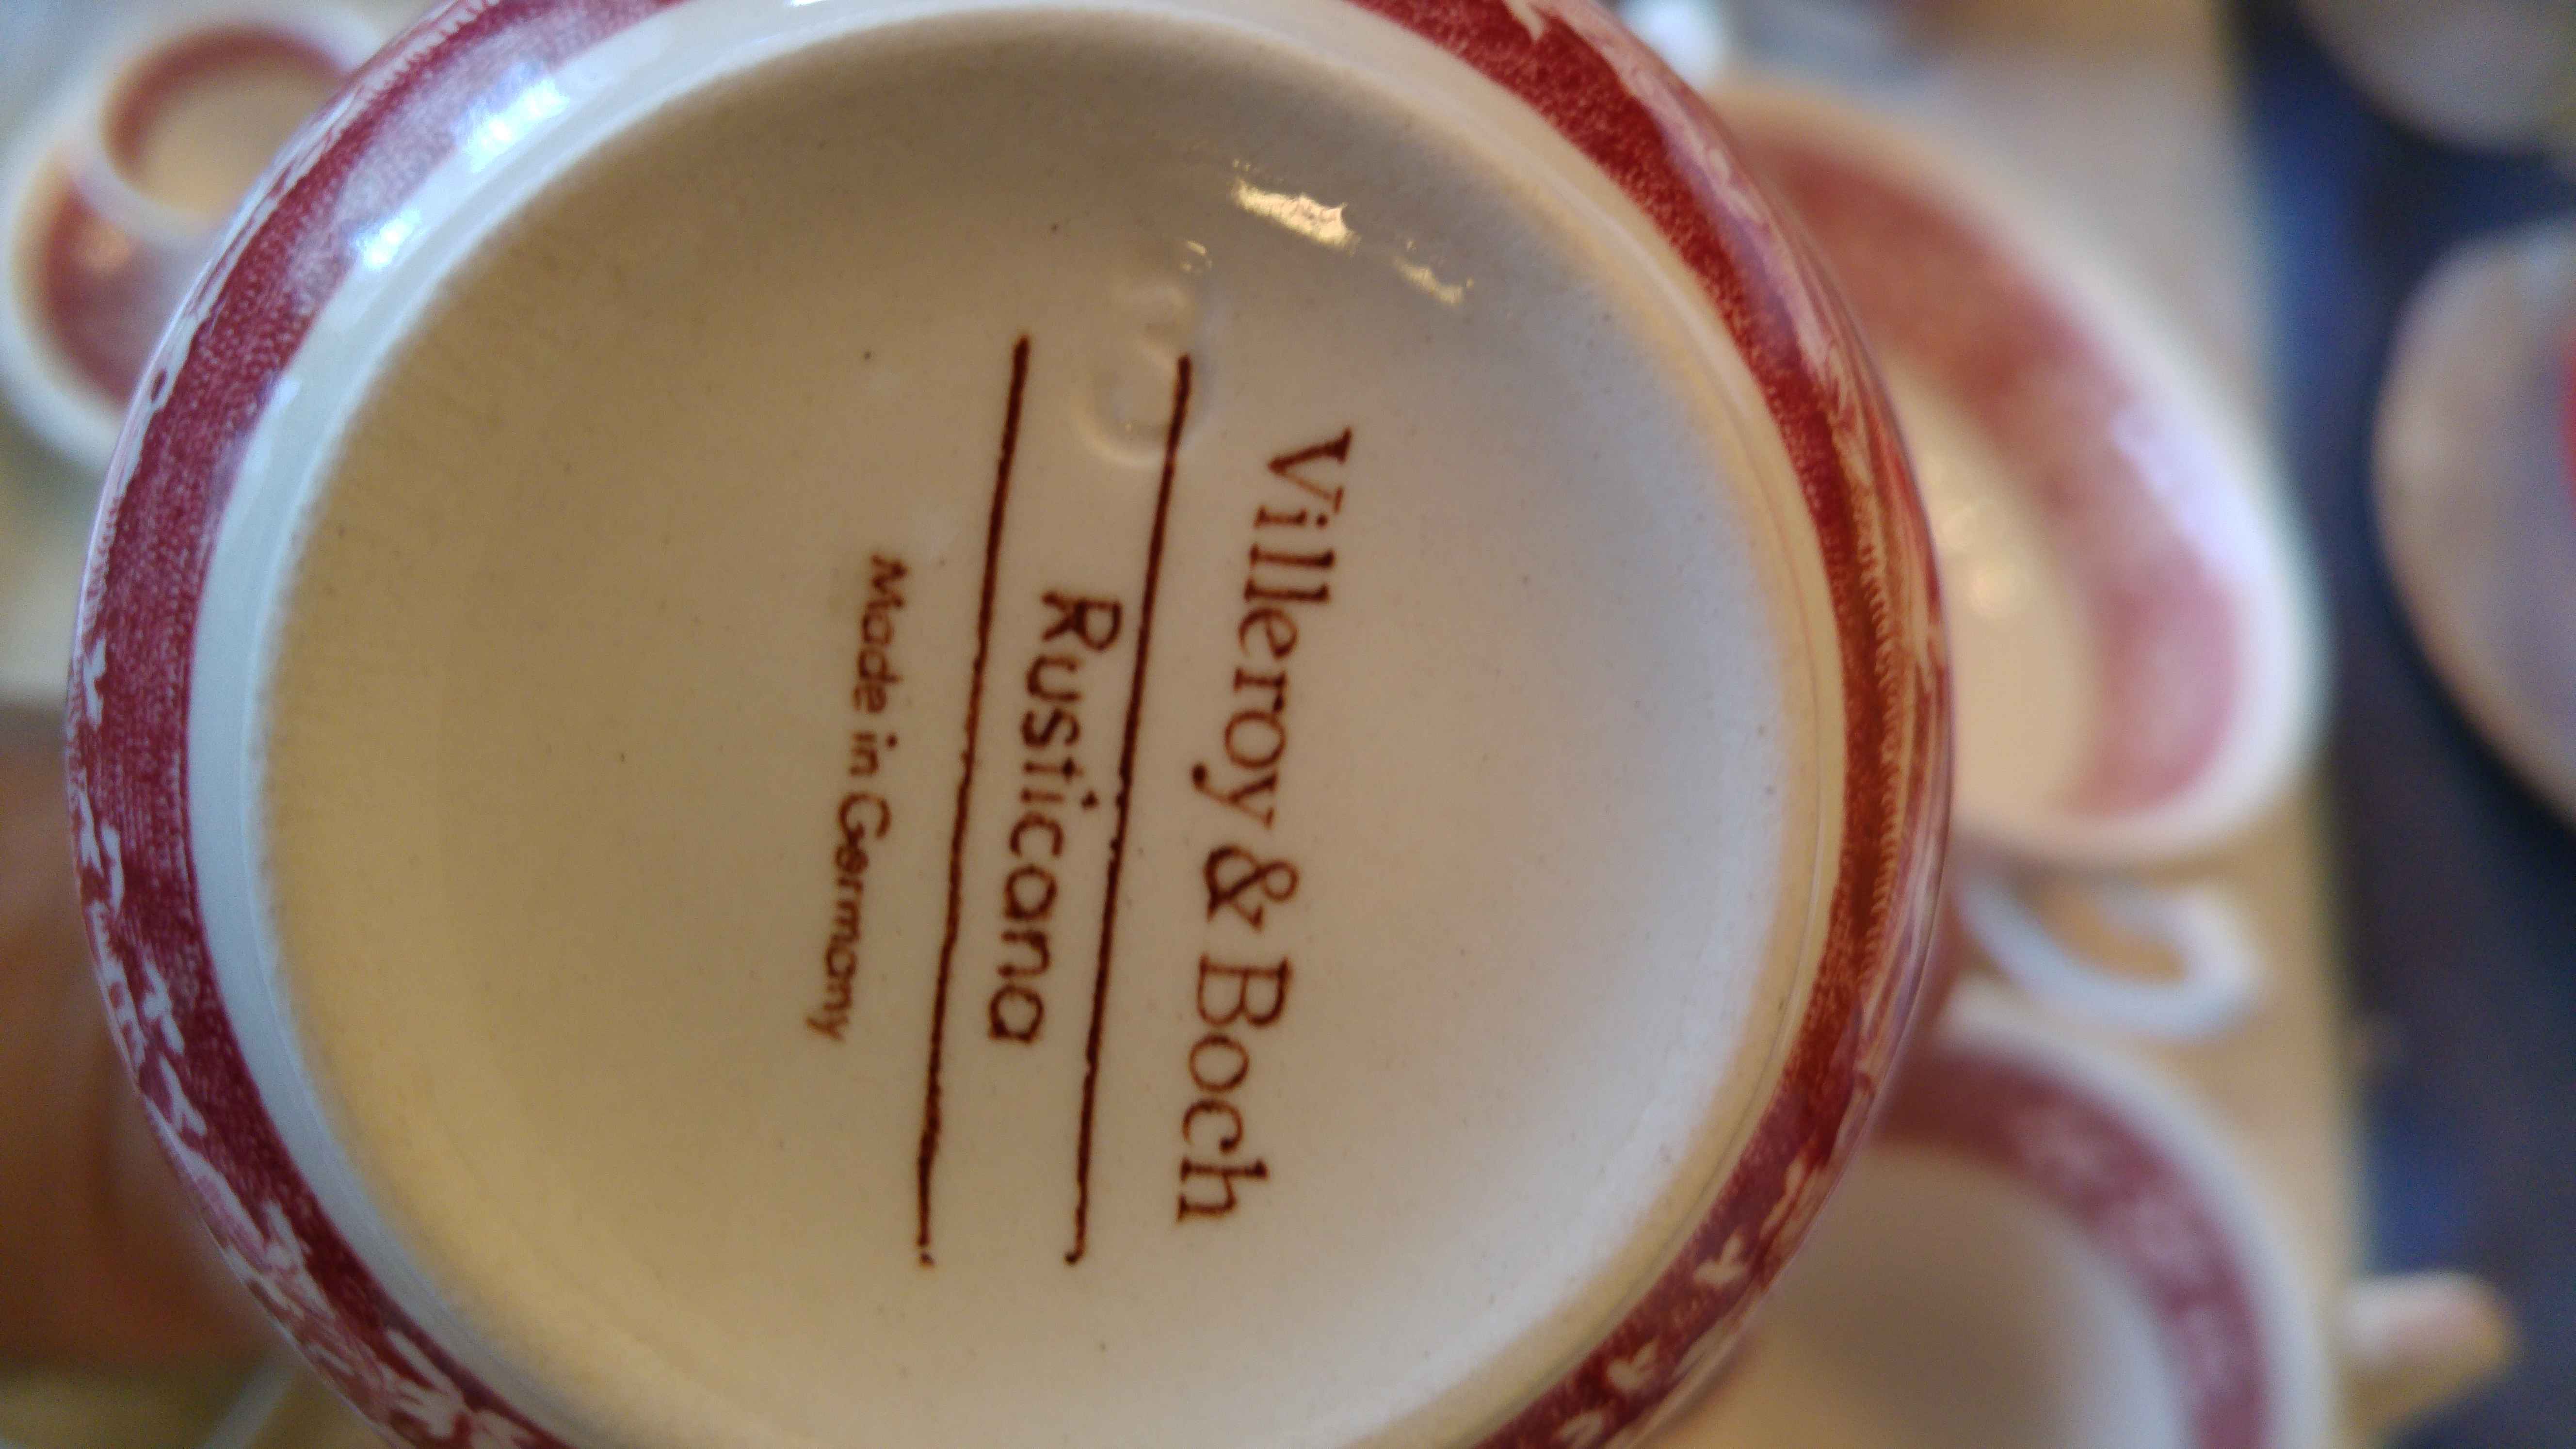 Villeroy & Boch
Rusticana
Made in Germany